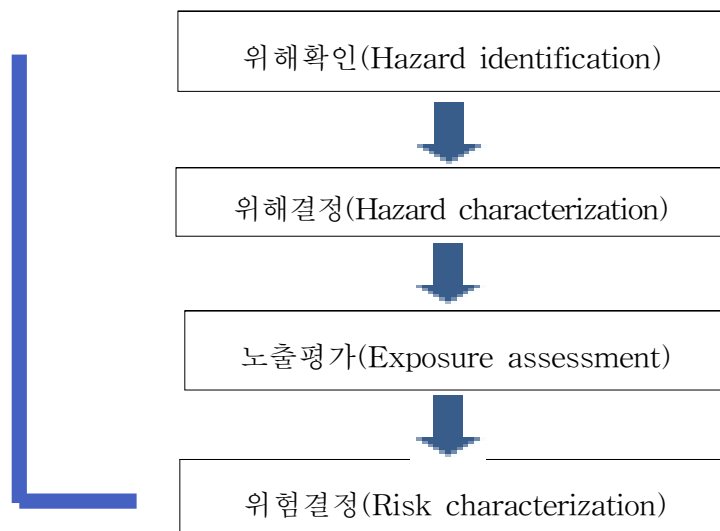 위해확인(Hazard identification)
위해결정(Hazard characterization)
노출평가(Exposure assessment)
위험결정(Risk characterization)